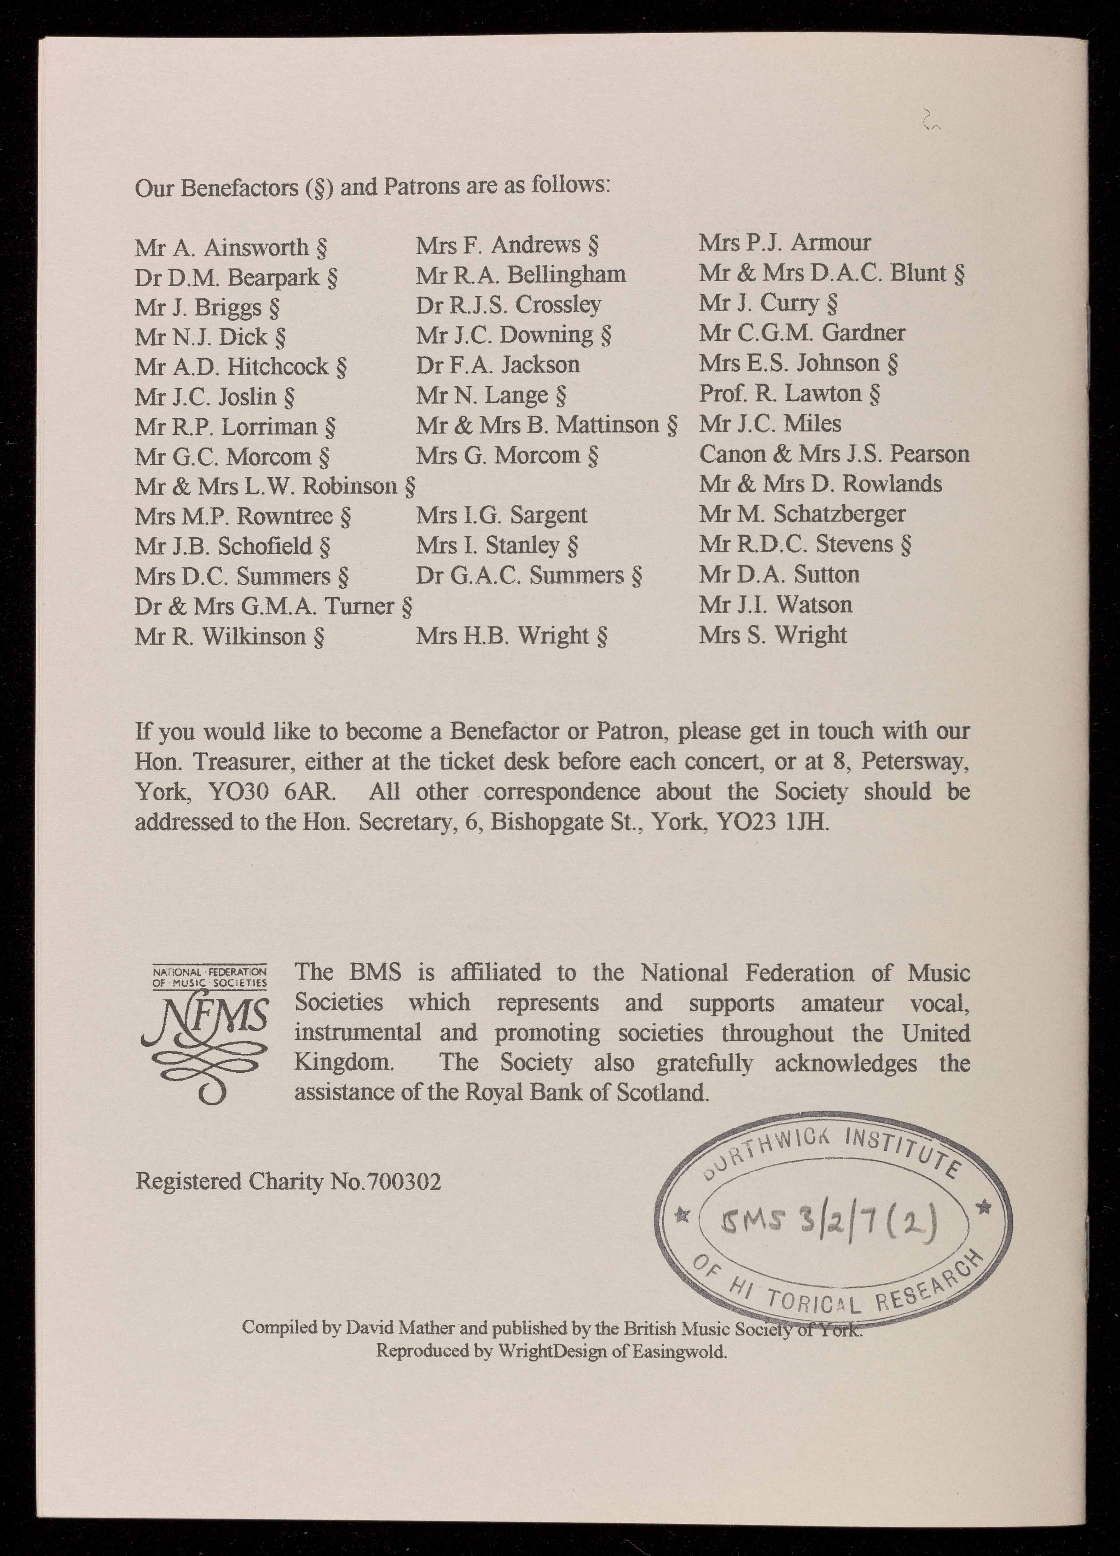 Our Benefactors (§) and Patrons are as follows:
Mr A. Ainsworth § Mrs F. Andrews § Mrs P.J. Armour
Dr D.M. Bearpark § Mr R.A. Bellingham Mr & Mrs D.A.C. Blunt §
Mr J. Briggs § Dr R.J.S. Crossley Mr J. Curry §
Mr N.J. Dick § Mr J.C. Downing § Mr C.G.M. Gardner
Mr A.D. Hitchcock § Dr F.A. Jackson Mrs E.S. Johnson §
Mr J.C. Joslin § Mr N. Lange § Prof. R. Lawton §
Mr R.P. Lorriman § Mr & Mrs B. Mattinson § Mr J.C. Miles
Mr G.C. Morcom § Mrs G. Morcom § Canon & Mrs J.S. Pearson
Mr & Mrs L.W. Robinson § Mr & Mrs D. Rowlands
Mrs M.P. Rowntree § Mrs I.G. Sargent Mr M. Schatzberger
Mr J.B. Schofield § Mrs I. Stanley § Mr R.D.C. Stevens §
Mrs D.C. Summers § Dr G.A.C. Summers § Mr D.A. Sutton
Dr & Mrs G.M.A. Turner § Mr J.I. Watson
Mr R. Wilkinson § Mrs H.B. Wright § Mrs S. Wright
If you would like to become a Benefactor or Patron, please get in touch with our
Hon. Treasurer, either at the ticket desk before each concert, or at 8, Petersway,
York, YO30 6AR. All other correspondence about the Society should be
addressed to the Hon. Secretary, 6, Bishopgate St., York, YO23 1JH.
NATIONAL FEDERATION
OF MUSIC SOCIETIES
NFMS
The BMS is affiliated to the National Federation of Music
Societies which represents and supports amateur vocal,
instrumental and promoting societies throughout the United
Kingdom. The Society also gratefully acknowledges the
assistance of the Royal Bank of Scotland.
Registered Charity No.700302
BORTHWICK INSTITUTE
BMS 3/2/7 (2)
OF HI TORICAL RESEARCH
Compiled by David Mather and published by the British Music Society of York.
Reproduced by WrightDesign of Easingwold.